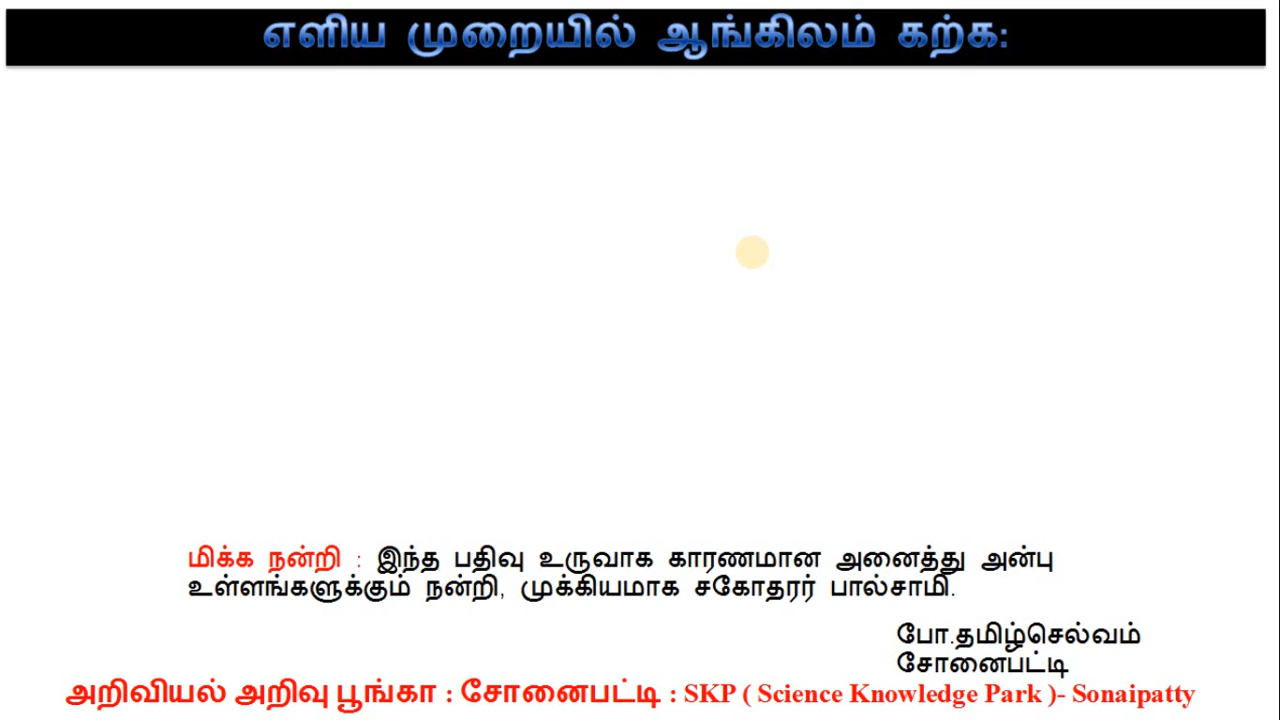 எளிய முறையில் ஆங்கிலம் கற்க:
மிக்க நன்றி : இந்த பதிவு உருவாக காரணமான அனைத்து அன்பு
உள்ளங்களுக்கும் நன்றி, முக்கியமாக சகோதரர் பால்சாமி.
போ.தமிழ்செல்வம்
சோனைபட்டி
அறிவியல் அறிவு பூங்கா : சோனைபட்டி : SKP ( Science Knowledge Park )- Sonaipatty